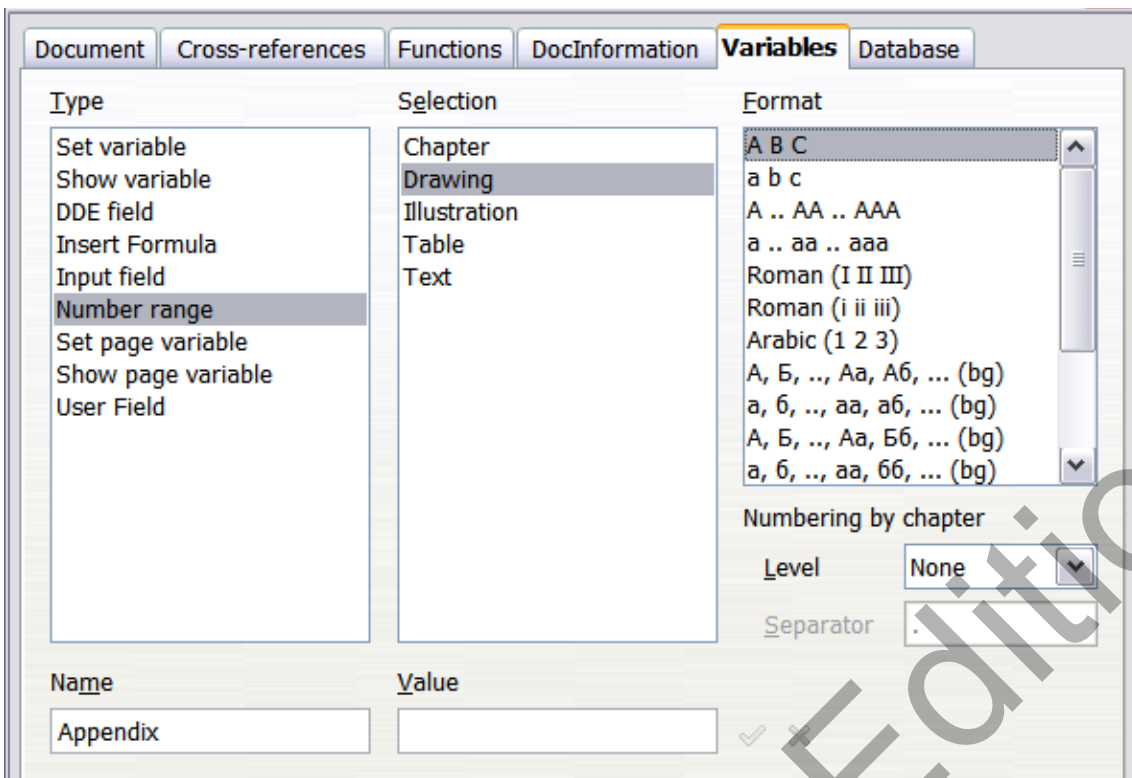 Document Cross-references Functions DocInformation Variables Database
Type
Set variable
Show variable
DDE field
Insert Formula
Input field
Number range
Set page variable
Show page variable
User Field
Selection
Chapter
Drawing
Illustration
Table
Text
Format
A B C
a b c
A .. AA .. AAA
a .. aa .. aaa
Roman (I II III)
Roman (i ii iii)
Arabic (1 2 3)
А, Б, .., Аа, Аб, ... (bg)
а, б, .., аа, аб, ... (bg)
А, Б, .., Аа, Бб, ... (bg)
а, б, .., аа, бб, ... (bg)
Numbering by chapter
Level None
Separator .
Name
Appendix
Value
Editio